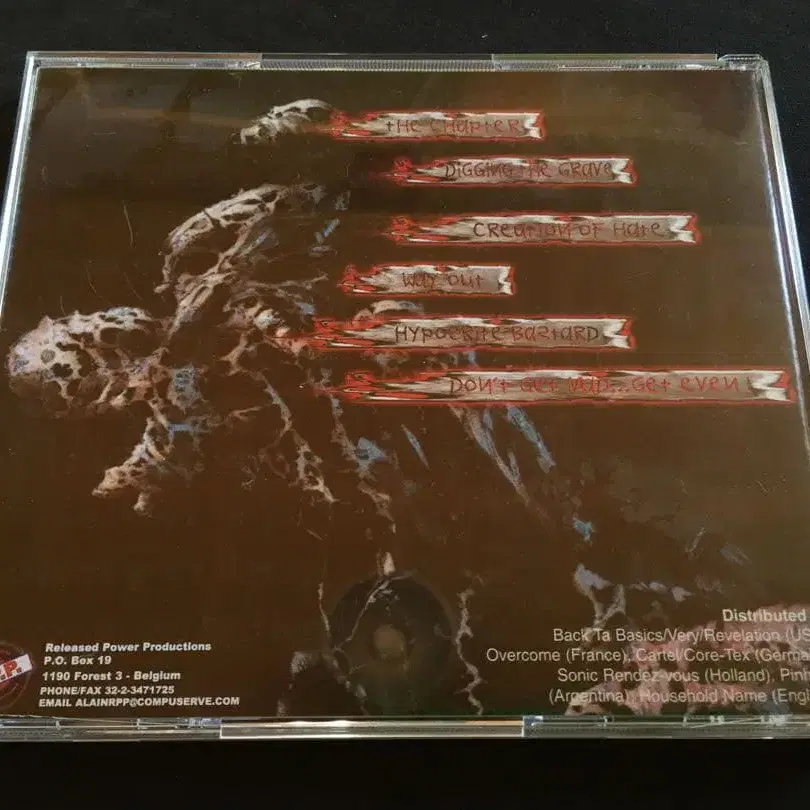 tHE CHAPtER
DiGGiNG tHE GRAVE
CREAtiON OF HAtE
WAY OUt
HYPOCRitE BAStARD
DON't GEt MAD...GEt EVEN
Released Power Productions
P.O. Box 19
1190 Forest 3 - Belgium
PHONE/FAX 32-2-3471725
EMAIL ALAINRPP@COMPUSERVE.COM
.P.
Distributed
Back Ta Basics/Very/Revelation (US
Overcome (France), Cartel/Core-Tex (Germa
Sonic Rendez-vous (Holland), Pinh
(Argentina), Household Name (Engl